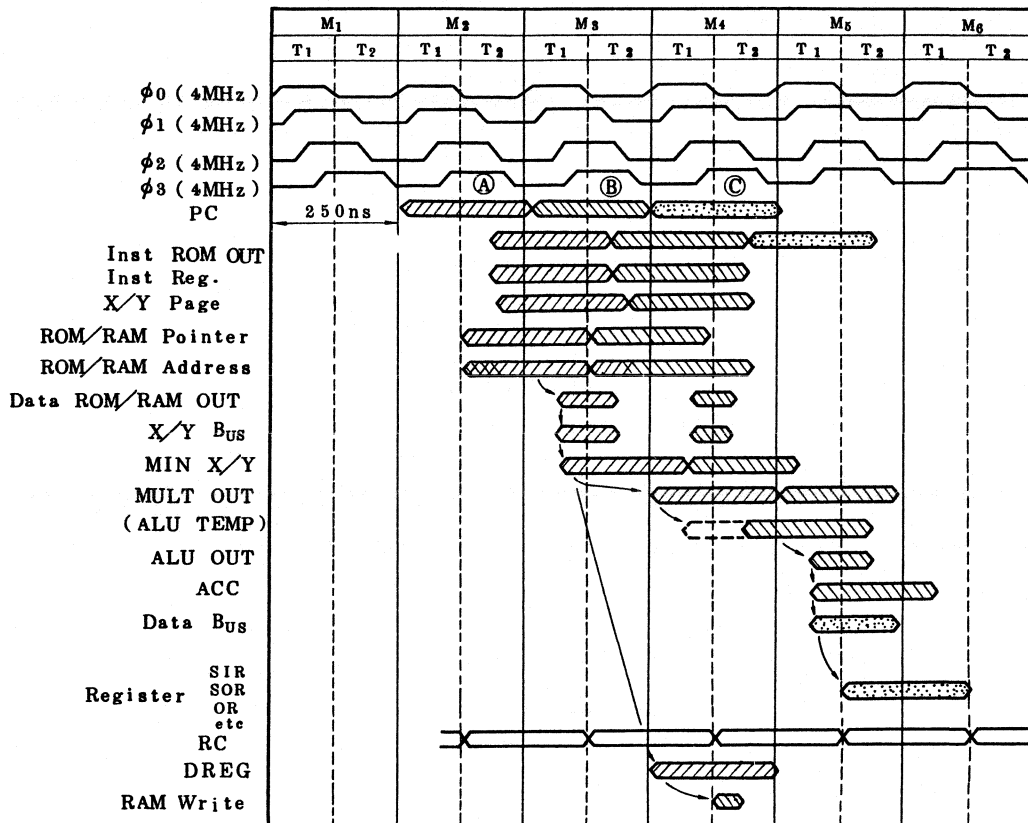 M1 M2 M3 M4 M5 M6
T1 T2 T1 T2 T1 T2 T1 T2 T1 T2 T1 T2
ϕ0 ( 4MHz)
ϕ1 ( 4MHz)
ϕ2 (4MHz)
ϕ3 (4MHz)
Ⓐ Ⓑ Ⓒ
PC
250ns
Inst ROM OUT
Inst Reg.
X/Y Page
ROM/RAM Pointer
ROM/RAM Address
Data ROM/RAM OUT
X/Y BUS
MIN X/Y
MULT OUT
(ALU TEMP)
ALU OUT
ACC
Data BUS
Register
SIR
SOR
OR
etc
RC
DREG
RAM Write